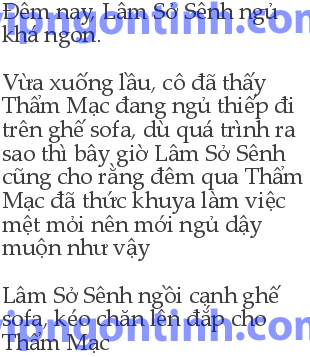 Đêm nay, Lâm Sở Sênh ngủ
khá ngon.
Vừa xuống lầu, cô đã thấy
Thẩm Mạc đang ngủ thiếp đi
trên ghế sofa, dù quá trình ra
sao thì bây giờ Lâm Sở Sênh
cũng cho rằng đêm qua Thẩm
Mạc đã thức khuya làm việc
mệt mỏi nên mới ngủ dậy
muộn như vậy
Lâm Sở Sênh ngồi cạnh ghế
sofa, kéo chăn lên đắp cho
Thẩm Mạc